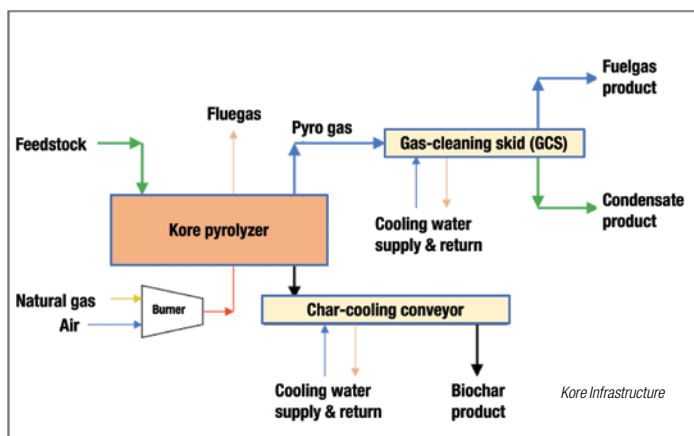 Fuelgas
product
Fluegas
Pyro gas
Feedstock
Gas-cleaning skid (GCS)
Condensate
product
Kore pyrolyzer
Cooling water
supply & return
Natural gas
Burner
Air
Char-cooling conveyor
Cooling water
supply & return
Biochar
product
Kore Infrastructure